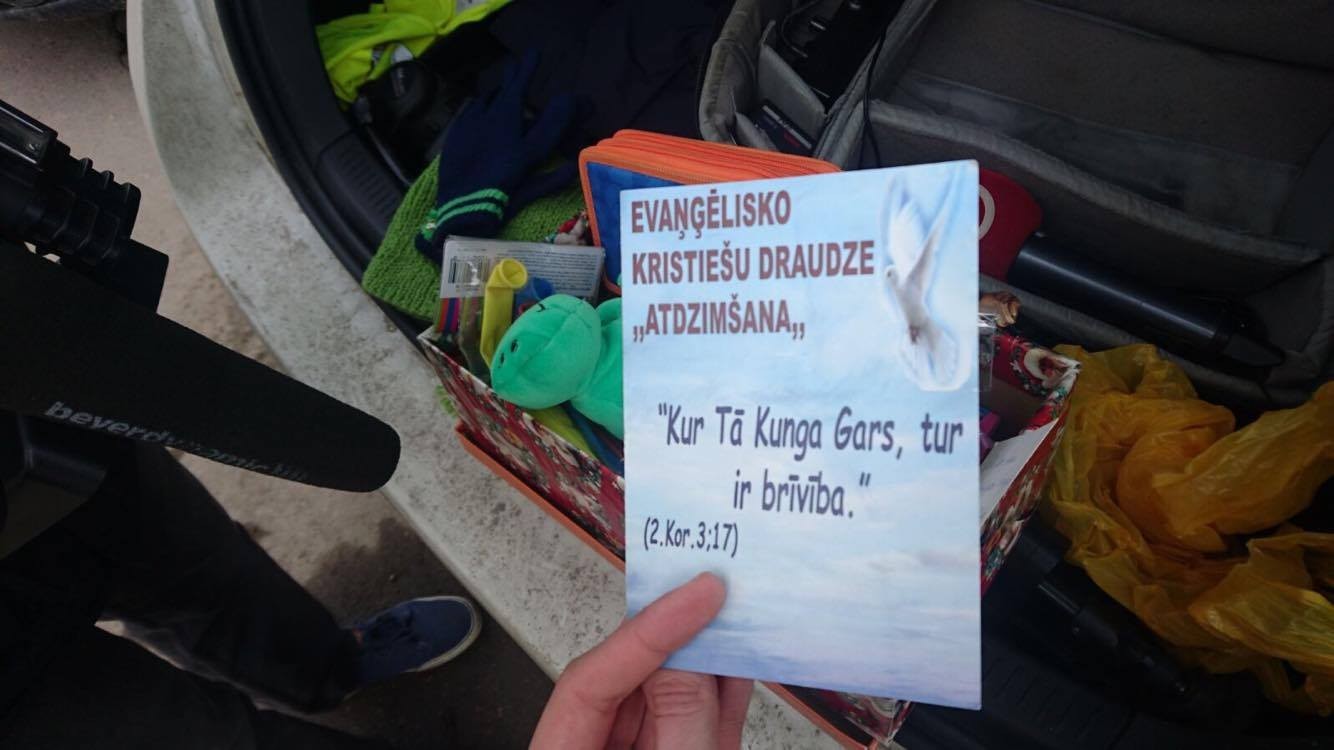 EVAŅĢĒLISKO
KRISTIEŠU DRAUDZE
,,ATDZIMŠANA,,
"Kur Tā Kunga Gars, tur
ir brīvība."
(2.Kor.3;17)